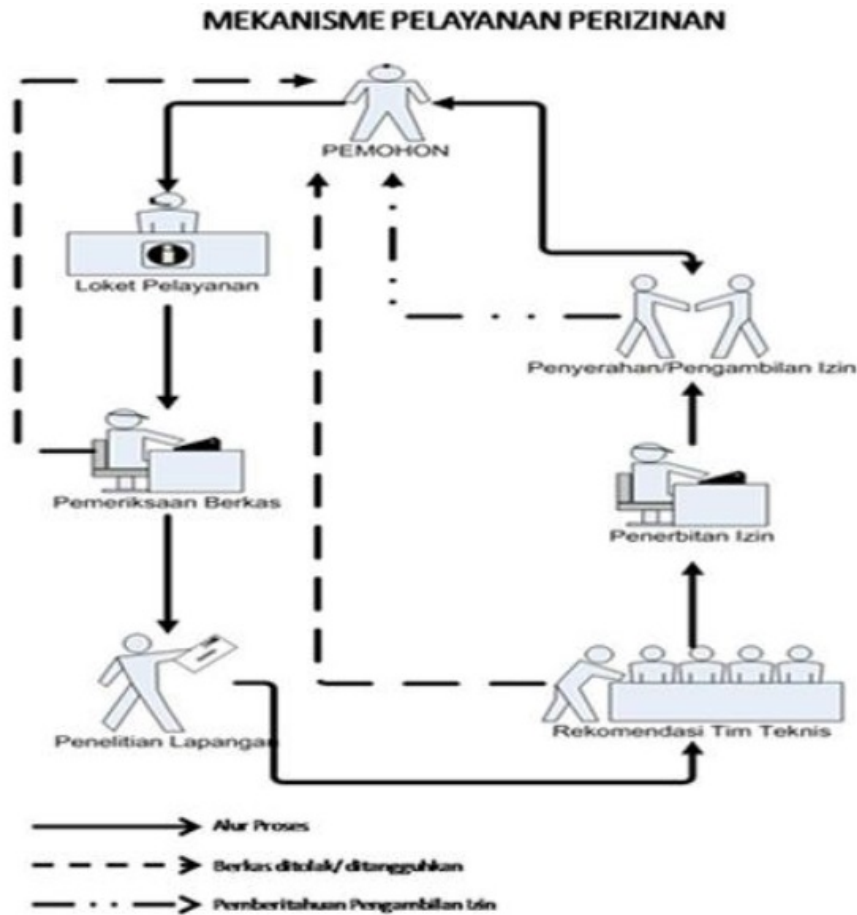 MEKANISME PELAYANAN PERIZINAN
PEMOHON
Loket Pelayanan
Penyerahan/Pengambilan Izin
Pemeriksaan Berkas
Penerbitan Izin
Penelitian Lapangan
Rekomendasi Tim Teknis
Alur Proses
Berkas ditolak/ ditangguhkan
Pemberitahuan Pengambilan Izin